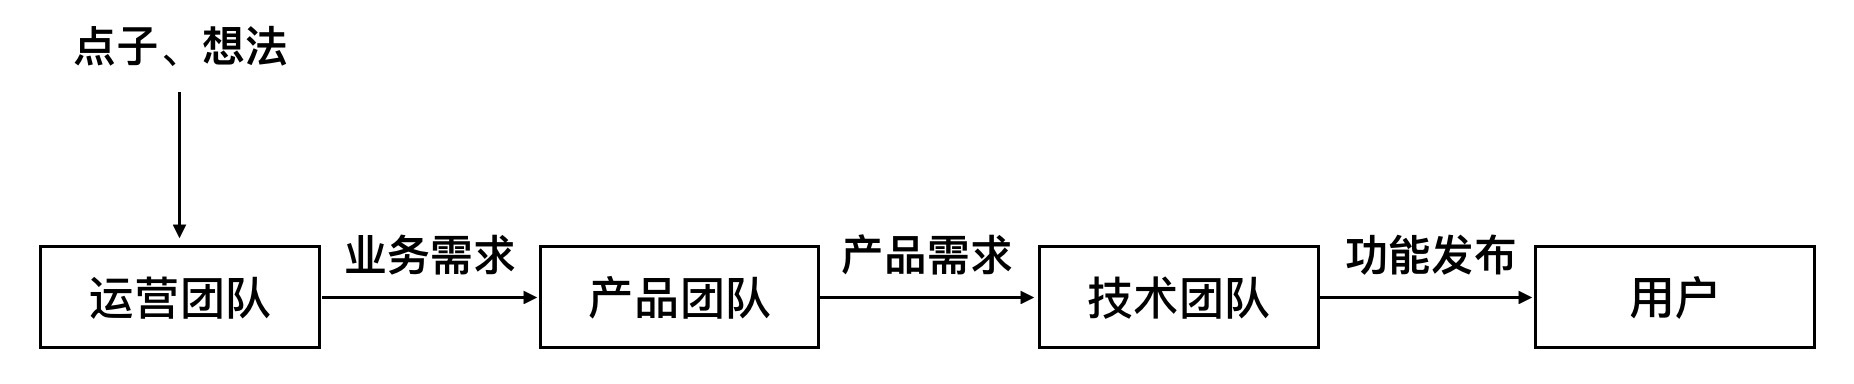 点子、想法
业务需求
产品需求
功能发布
运营团队
产品团队
技术团队
用户